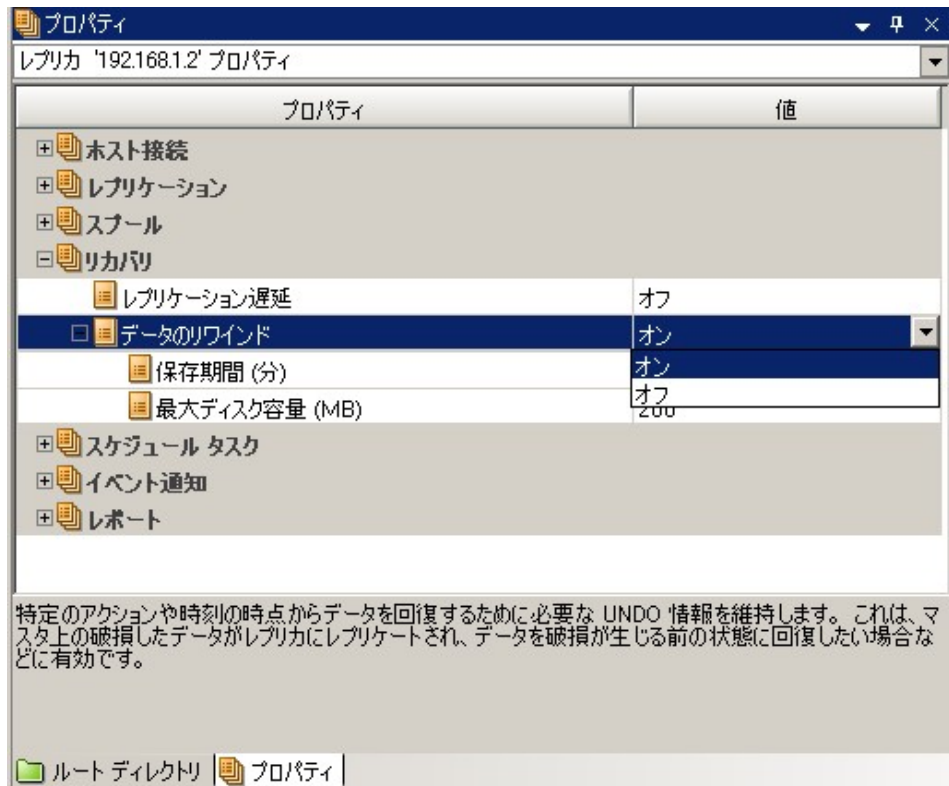 プロパティ
レプリカ '192.168.1.2' プロパティ
プロパティ 値
ホスト接続
レプリケーション
スプール
リカバリ
レプリケーション遅延 オフ
データのリワインド オン
保存期間 (分) オン
オフ
最大ディスク容量 (MB) 200
スケジュール タスク
イベント通知
レポート
特定のアクションや時刻の時点からデータを回復するために必要な UNDO 情報を維持します。これは、マ
スタ上の破損したデータがレプリカにレプリケートされ、データを破損が生じる前の状態に回復したい場合な
どに有効です。
ルート ディレクトリ プロパティ